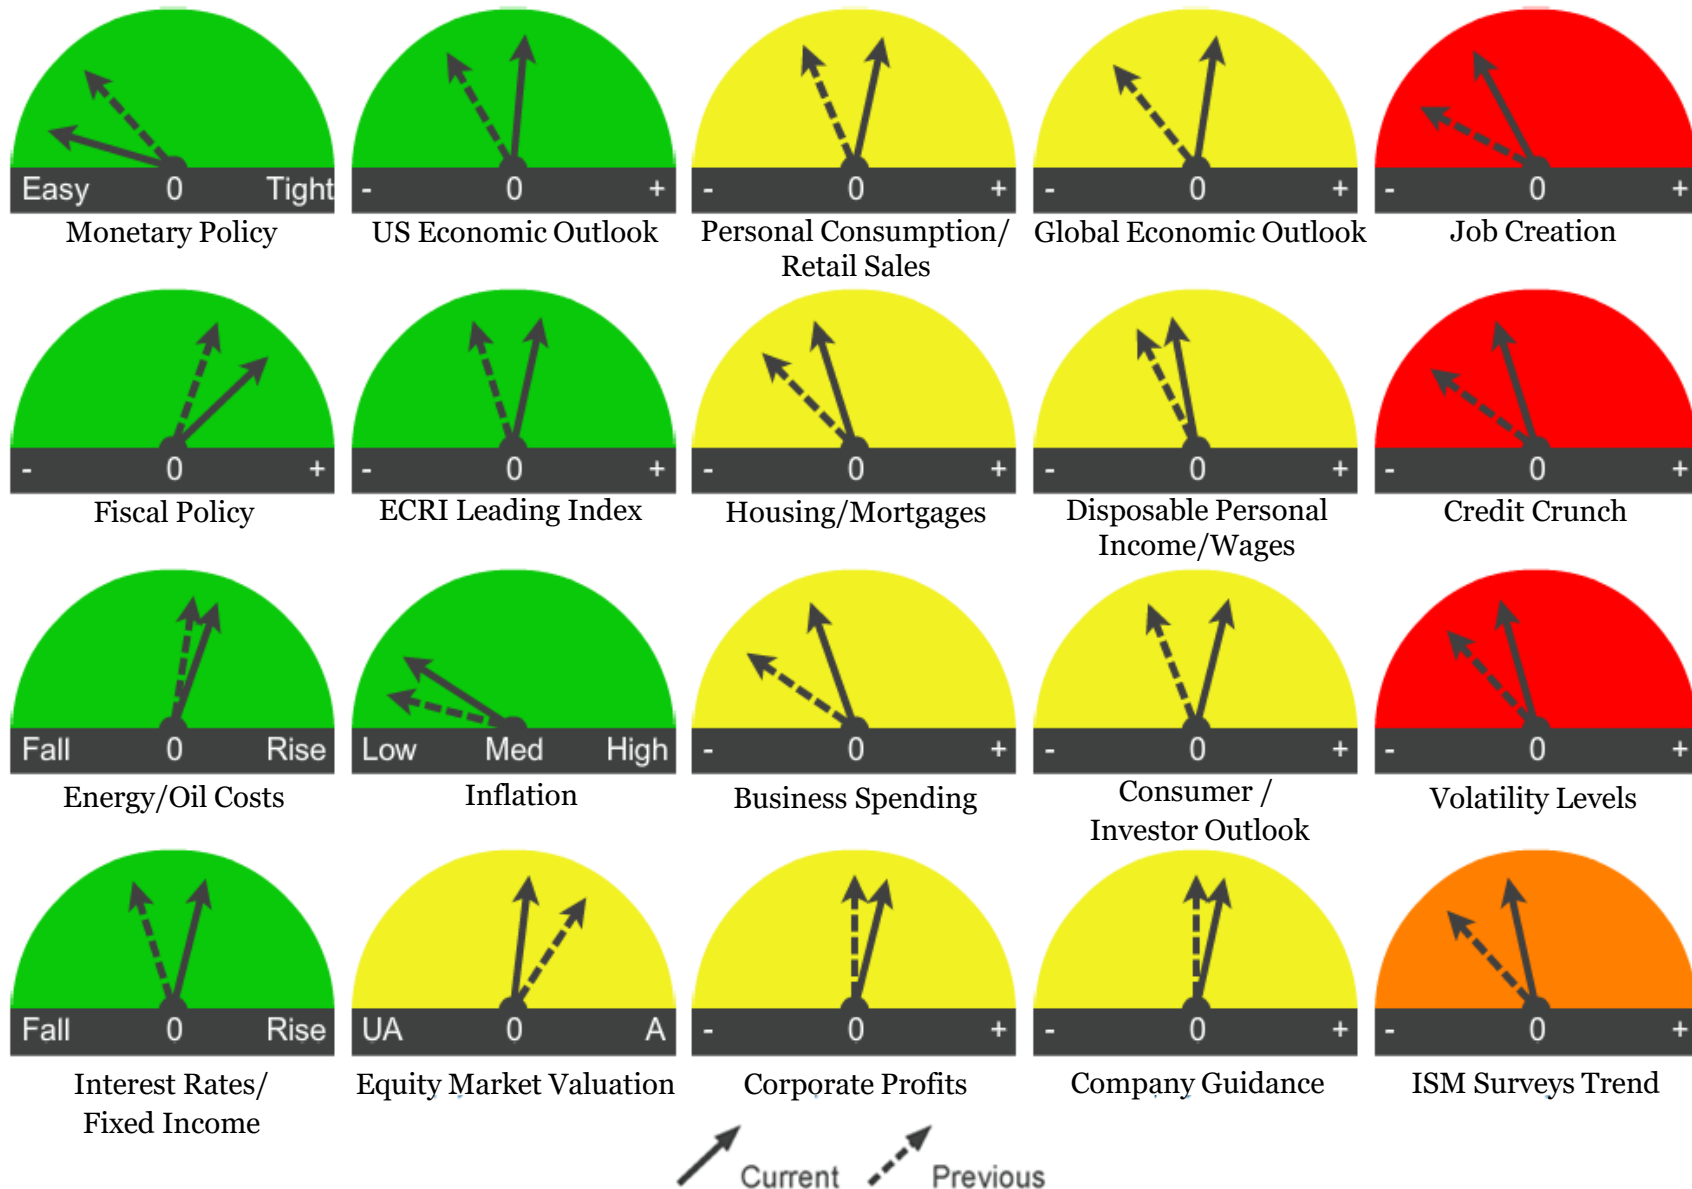 Easy 0 Tight
- 0 +
- 0 +
- 0 +
- 0 +
Monetary Policy
US Economic Outlook
Personal Consumption/
Retail Sales
Global Economic Outlook
Job Creation
- 0 +
- 0 +
- 0 +
- 0 +
- 0 +
Fiscal Policy
ECRI Leading Index
Housing/Mortgages
Disposable Personal
Income/Wages
Credit Crunch
Fall 0 Rise
Low Med High
- 0 +
- 0 +
- 0 +
Energy/Oil Costs
Inflation
Business Spending
Consumer /
Investor Outlook
Volatility Levels
Fall 0 Rise
UA 0 A
- 0 +
- 0 +
- 0 +
Interest Rates/
Fixed Income
Equity Market Valuation
Corporate Profits
Company Guidance
ISM Surveys Trend
Current
Previous